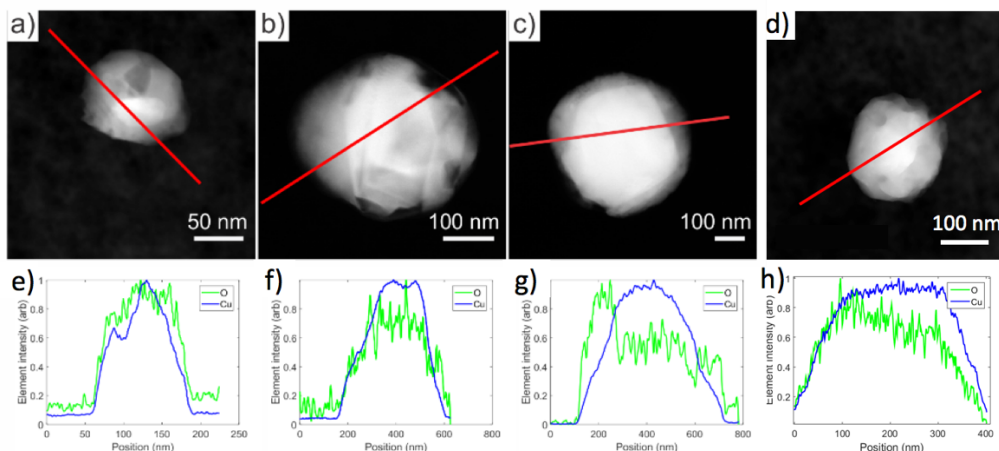 a)
50 nm
b)
100 nm
c)
100 nm
d)
100 nm
e)
Element intensity (arb)
1
0.8
0.6
0.4
0.2
0
0 50 100 150 200 250
Position (nm)
O
Cu
f)
Element intensity (arb)
1
0.8
0.6
0.4
0.2
0
0 200 400 600 800
Position (nm)
O
Cu
g)
Element intensity (arb)
1
0.8
0.6
0.4
0.2
0
0 200 400 600 800
Position (nm)
O
Cu
h)
Element intensity (arb)
1
0.8
0.6
0.4
0.2
0
0 100 200 300 400
Position (nm)
O
Cu